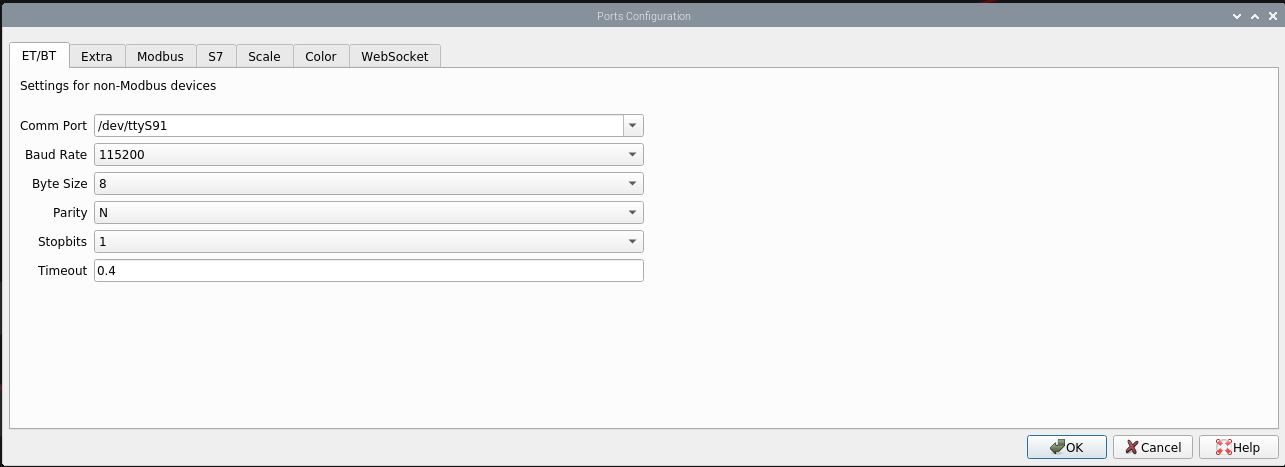 Ports Configuration
ET/BT Extra Modbus S7 Scale Color WebSocket
Settings for non-Modbus devices
Comm Port /dev/ttyS91
Baud Rate 115200
Byte Size 8
Parity N
Stopbits 1
Timeout 0.4
OK Cancel Help